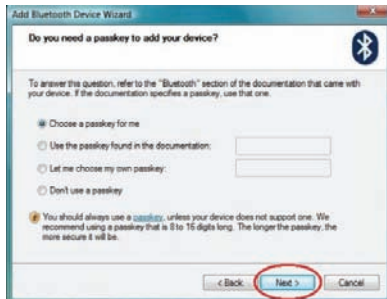 Add Bluetooth Device Wizard
Do you need a passkey to add your device?
To answer this question, refer to the "Bluetooth" section of the documentation that came with
your device. If the documentation specifies a passkey, use that one.
Choose a passkey for me
Use the passkey found in the documentation:
Let me choose my own passkey:
Don't use a passkey
You should always use a passkey, unless your device does not support one. We
recommend using a passkey that is 8 to 16 digits long. The longer the passkey, the
more secure it will be.
< Back Next > Cancel